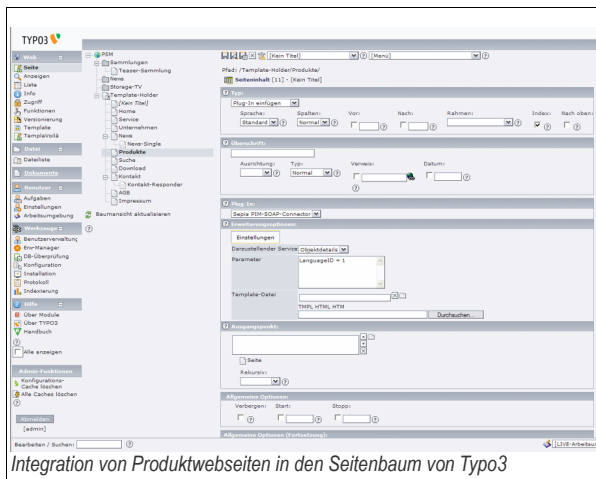 TYPO3
Web
Seite
Anzeigen
Liste
Info
Zugriff
Funktionen
Versionierung
Template
TemplaVoilà
Datei
Dateiliste
Dokumente
Benutzer
Aufgaben
Einstellungen
Arbeitsumgebung
Werkzeuge
Benutzerverwaltung
Erw-Manager
DB-Überprüfung
Konfiguration
Installation
Protokoll
Indexierung
Hilfe
Über Module
Über TYPO3
Handbuch
Alle anzeigen
Admin-Funktionen
Konfigurations-
Cache löschen
Alle Caches löschen
Abmelden
[admin]
PSM
Sammlungen
Teaser-Sammlung
News
Storage-TV
Template-Holder
[Kein Titel]
Home
Service
Unternehmen
News
News-Single
Produkte
Suche
Download
Kontakt
Kontakt-Responder
AGB
Impressum
Baumansicht aktualisieren
[Kein Titel] [Menü]
Pfad: /Template-Holder/Produkte/
Seiteninhalt [11] - [Kein Titel]
Typ:
Plug-In einfügen
Sprache: Spalten: Vor: Nach: Rahmen: Index: Nach oben:
Standard Normal
Überschrift:
Ausrichtung: Typ: Verweis: Datum:
Normal
Plug-In:
Sepia PIM-SOAP-Connector
Erweiterungsoptionen:
Einstellungen
Darzustellender Service Objektdetails
Parameter LanguageID = 1
Template-Datei
TMPL HTML HTM
Durchsuchen...
Ausgangspunkt:
Seite
Rekursiv:
Allgemeine Optionen:
Verbergen: Start: Stopp:
Allgemeine Optionen (Fortsetzung):
Bearbeiten / Suchen:
[LIVE-Arbeitsu
Integration von Produktwebseiten in den Seitenbaum von Typo3